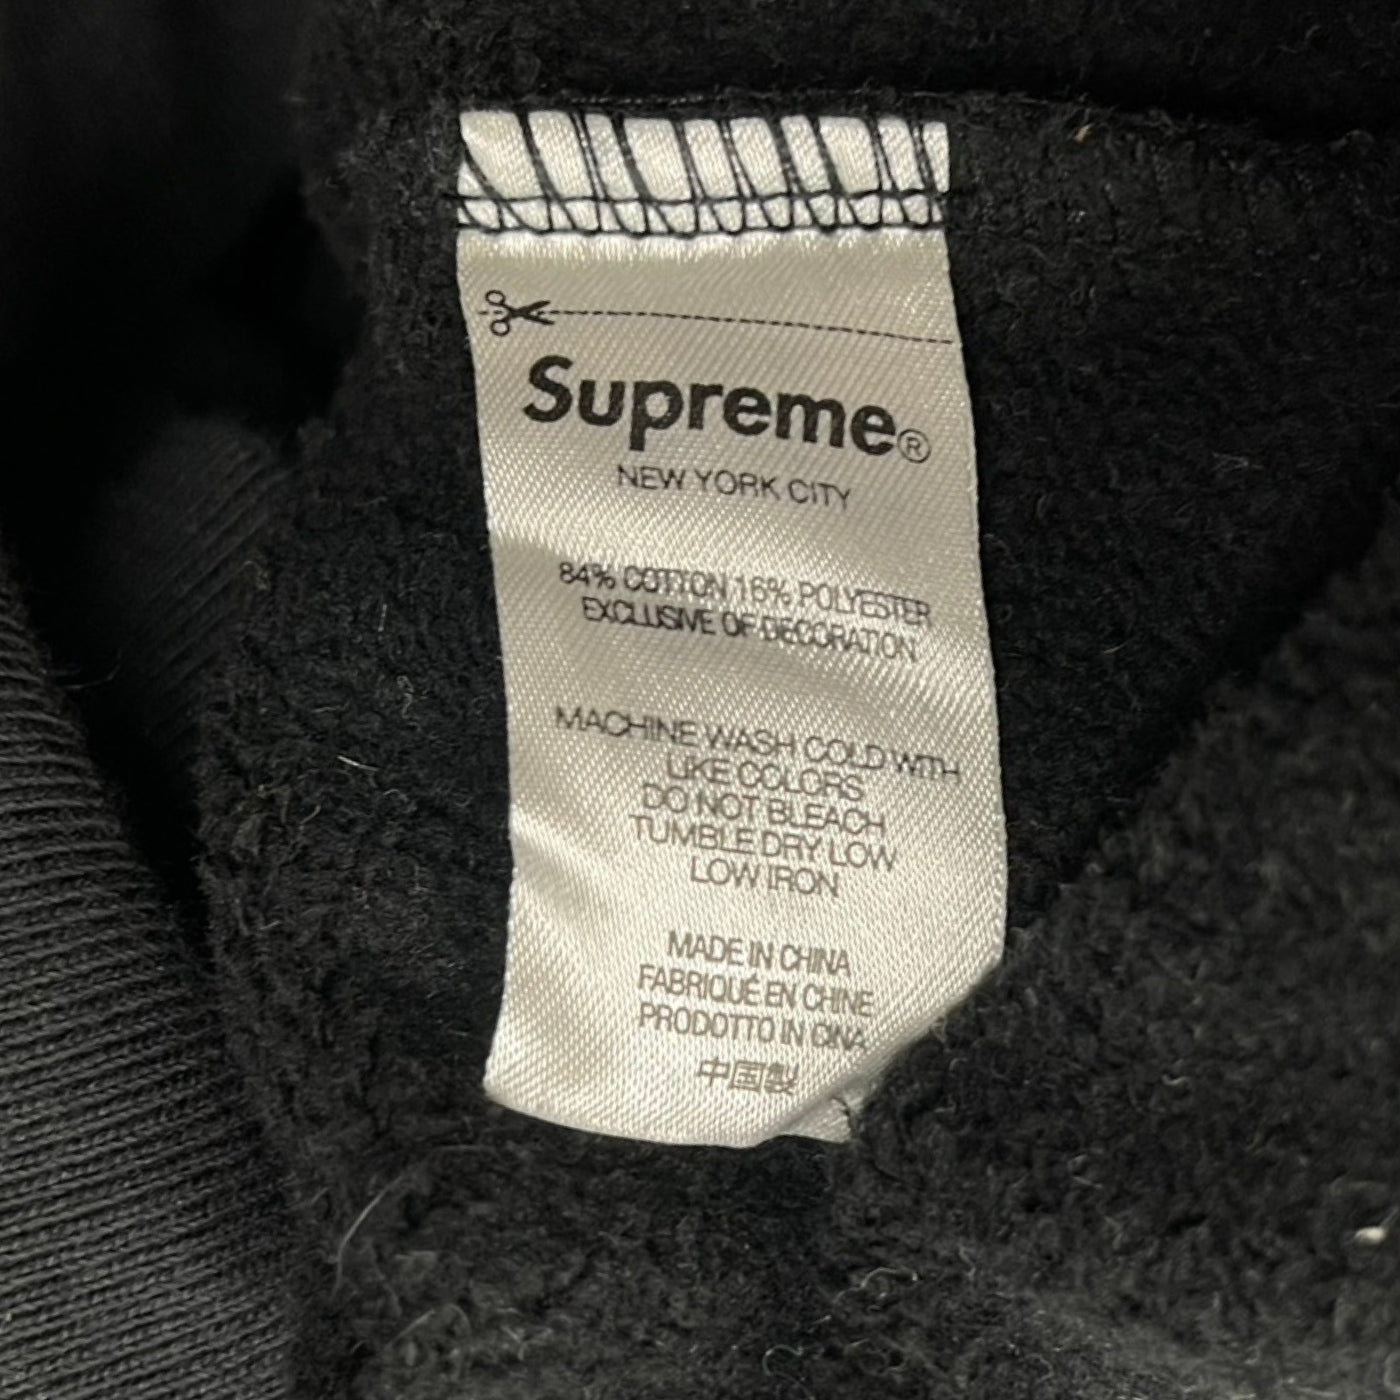 Supreme®
NEW YORK CITY
84% COTTON 16% POLYESTER
EXCLUSIVE OF DECORATION
MACHINE WASH COLD WITH
LIKE COLORS
DO NOT BLEACH
TUMBLE DRY LOW
LOW IRON
MADE IN CHINA
FABRIQUÉ EN CHINE
PRODOTTO IN CINA
中国製